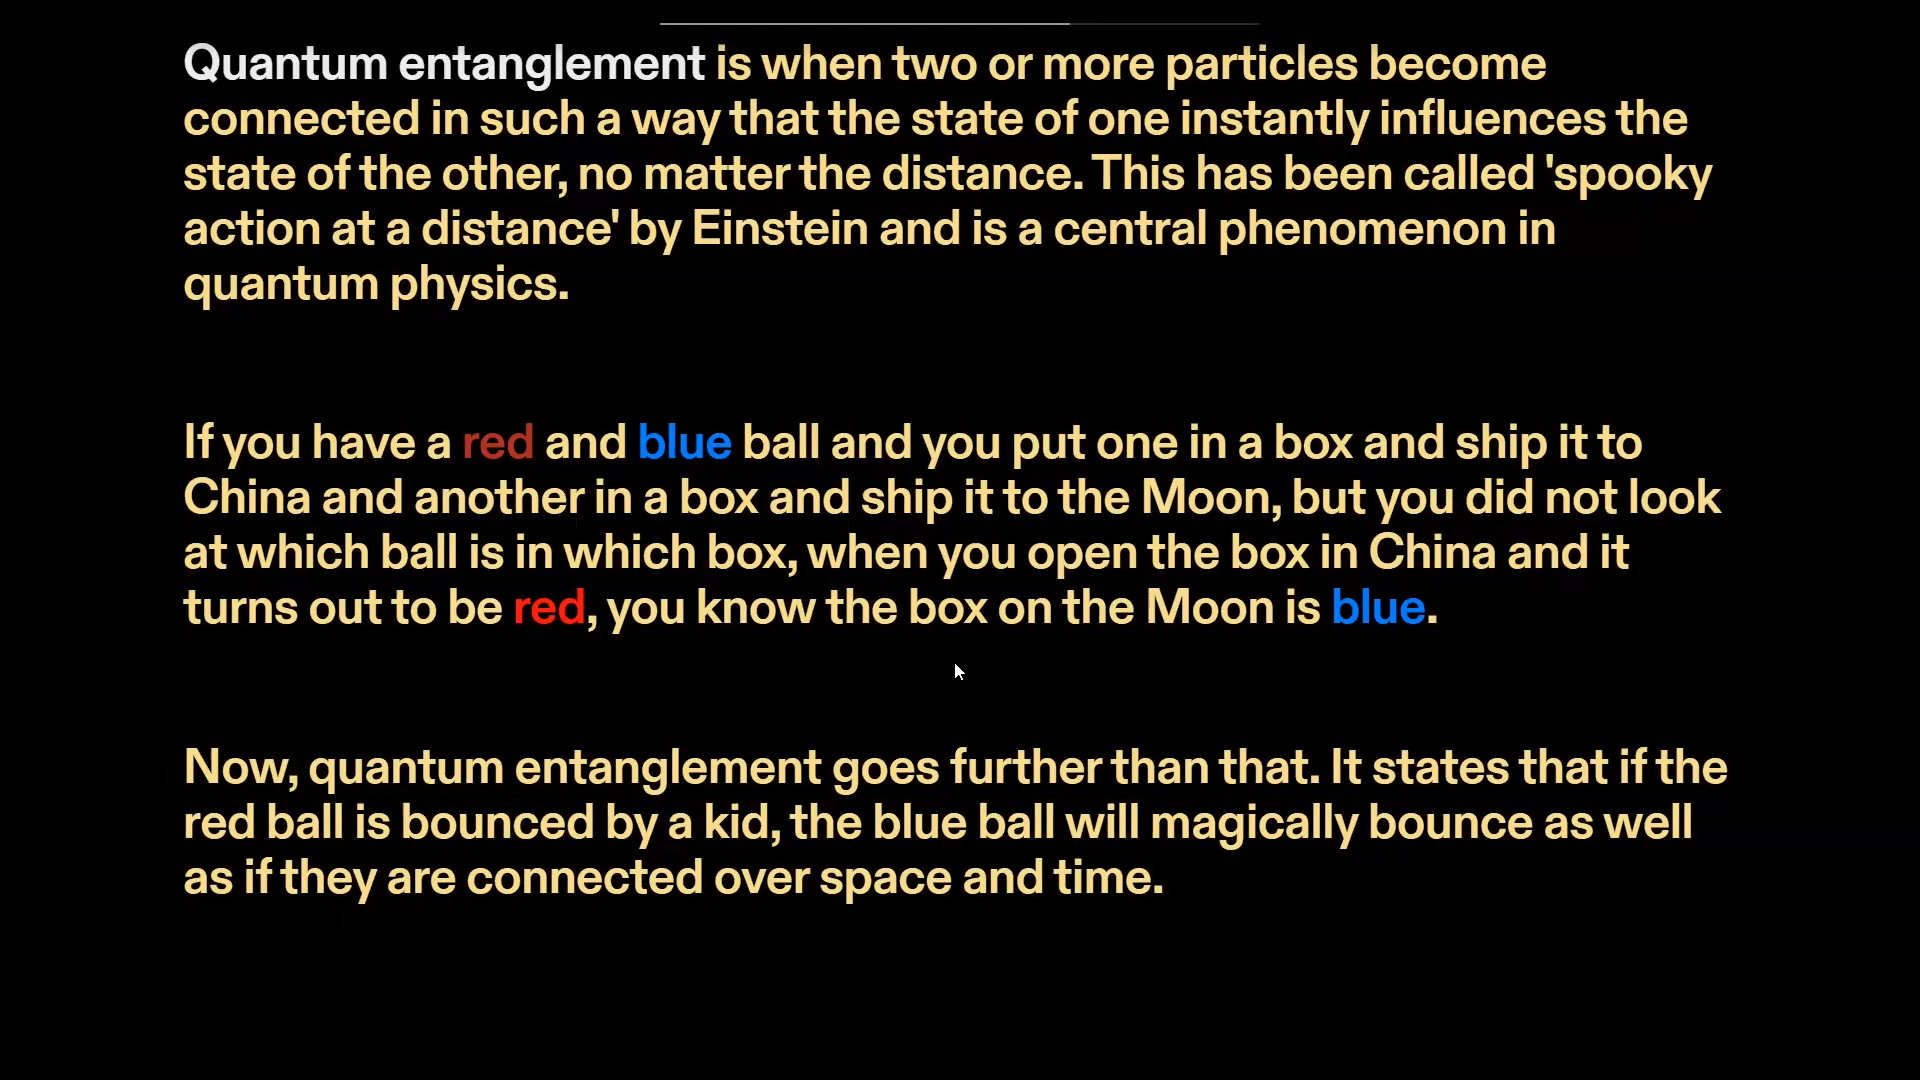 Quantum entanglement is when two or more particles become
connected in such a way that the state of one instantly influences the
state of the other, no matter the distance. This has been called 'spooky
action at a distance' by Einstein and is a central phenomenon in
quantum physics.
If you have a red and blue ball and you put one in a box and ship it to
China and another in a box and ship it to the Moon, but you did not look
at which ball is in which box, when you open the box in China and it
turns out to be red, you know the box on the Moon is blue.
Now, quantum entanglement goes further than that. It states that if the
red ball is bounced by a kid, the blue ball will magically bounce as well
as if they are connected over space and time.